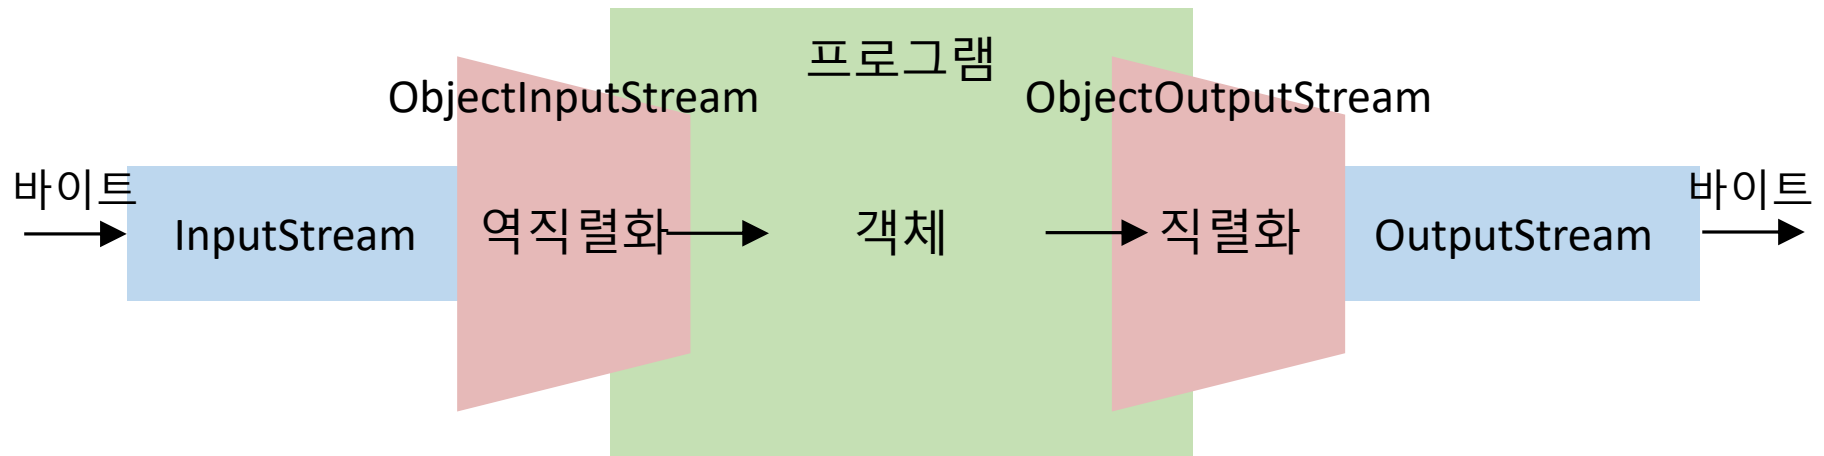 프로그램
ObjectInputStream
ObjectOutputStream
바이트
InputStream
역직렬화
객체
직렬화
OutputStream
바이트